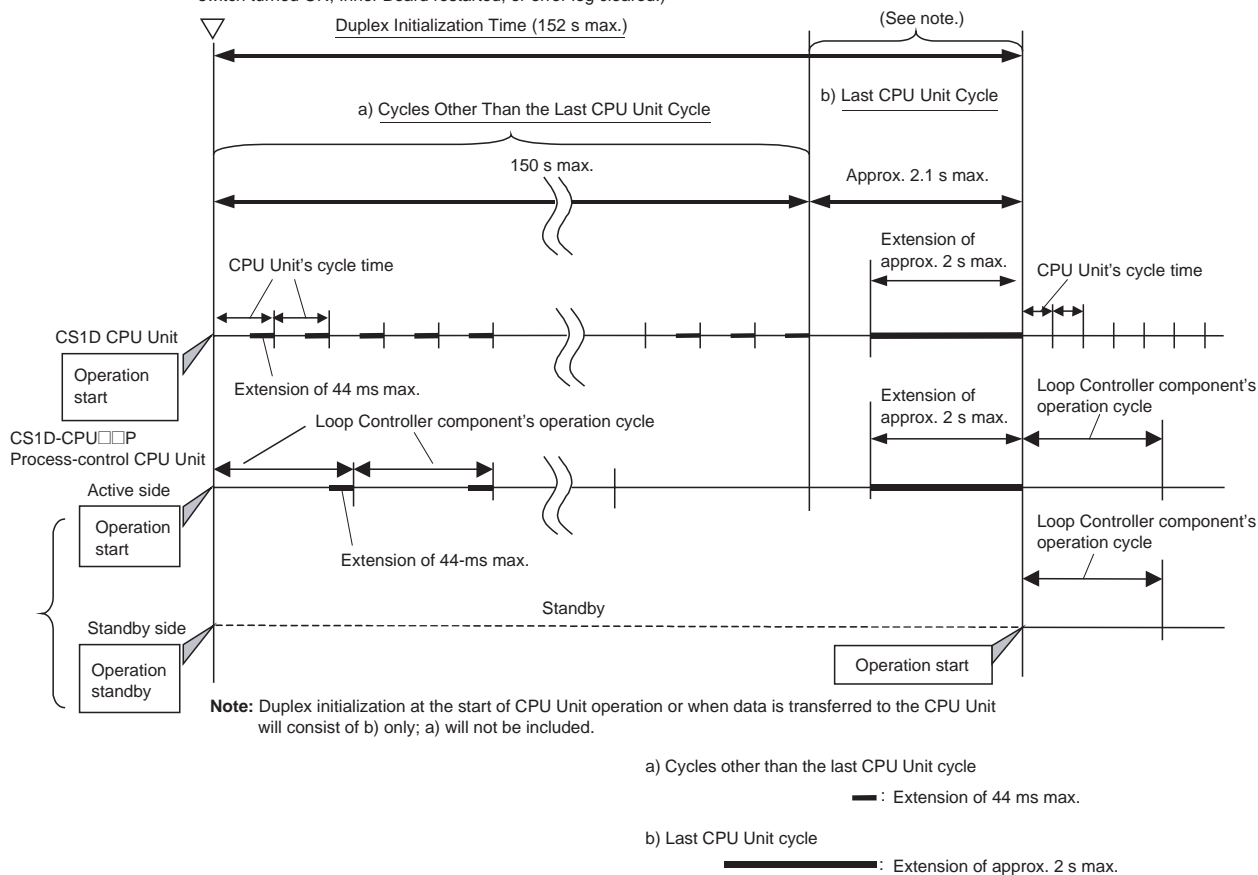 switch turned ON, Inner Board restarted, or error log cleared.)
Duplex Initialization Time (152 s max.)
(See note.)
a) Cycles Other Than the Last CPU Unit Cycle
b) Last CPU Unit Cycle
150 s max.
Approx. 2.1 s max.
Extension of
approx. 2 s max.
CPU Unit's cycle time
CPU Unit's cycle time
CS1D CPU Unit
Operation
start
Extension of 44 ms max.
Extension of
approx. 2 s max.
Loop Controller component's
operation cycle
CS1D-CPU□□P
Process-control CPU Unit
Loop Controller component's operation cycle
Active side
Operation
start
Extension of 44-ms max.
Loop Controller component's
operation cycle
Standby
Standby side
Operation
standby
Operation start
Note: Duplex initialization at the start of CPU Unit operation or when data is transferred to the CPU Unit
will consist of b) only; a) will not be included.
a) Cycles other than the last CPU Unit cycle
: Extension of 44 ms max.
b) Last CPU Unit cycle
: Extension of approx. 2 s max.